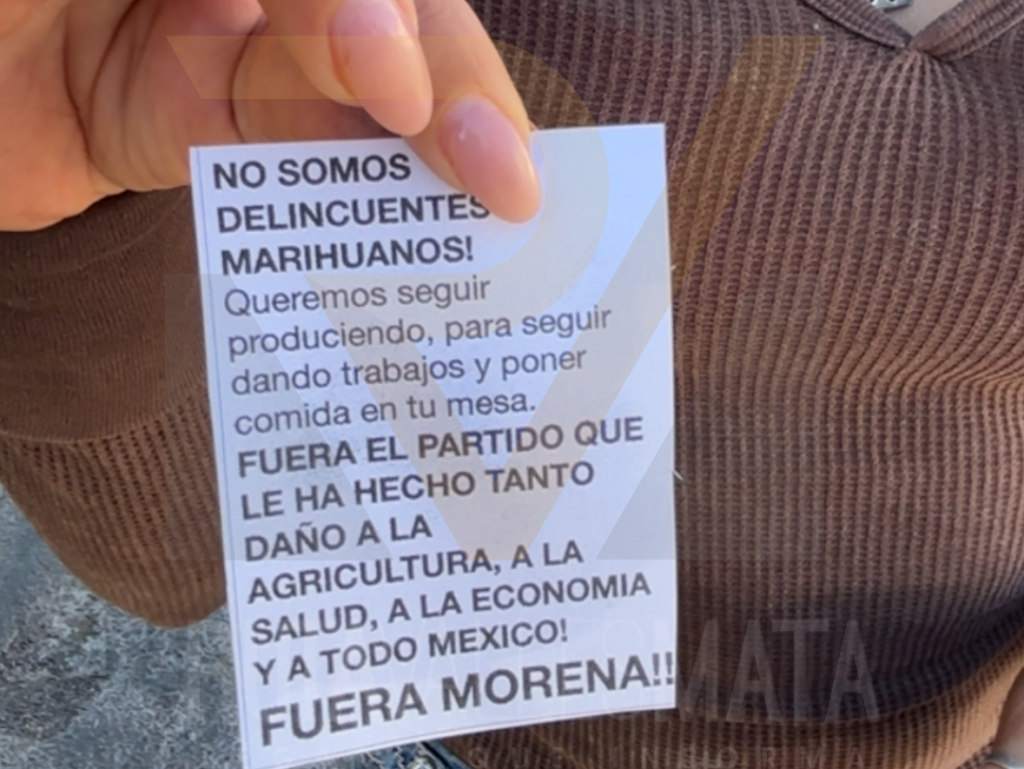 NO SOMOS
DELINCUENTES
MARIHUANOS!
Queremos seguir
produciendo, para seguir
dando trabajos y poner
comida en tu mesa.
FUERA EL PARTIDO QUE
LE HA HECHO TANTO
DAÑO A LA
AGRICULTURA, A LA
SALUD, A LA ECONOMIA
Y A TODO MEXICO!
FUERA MORENA!!